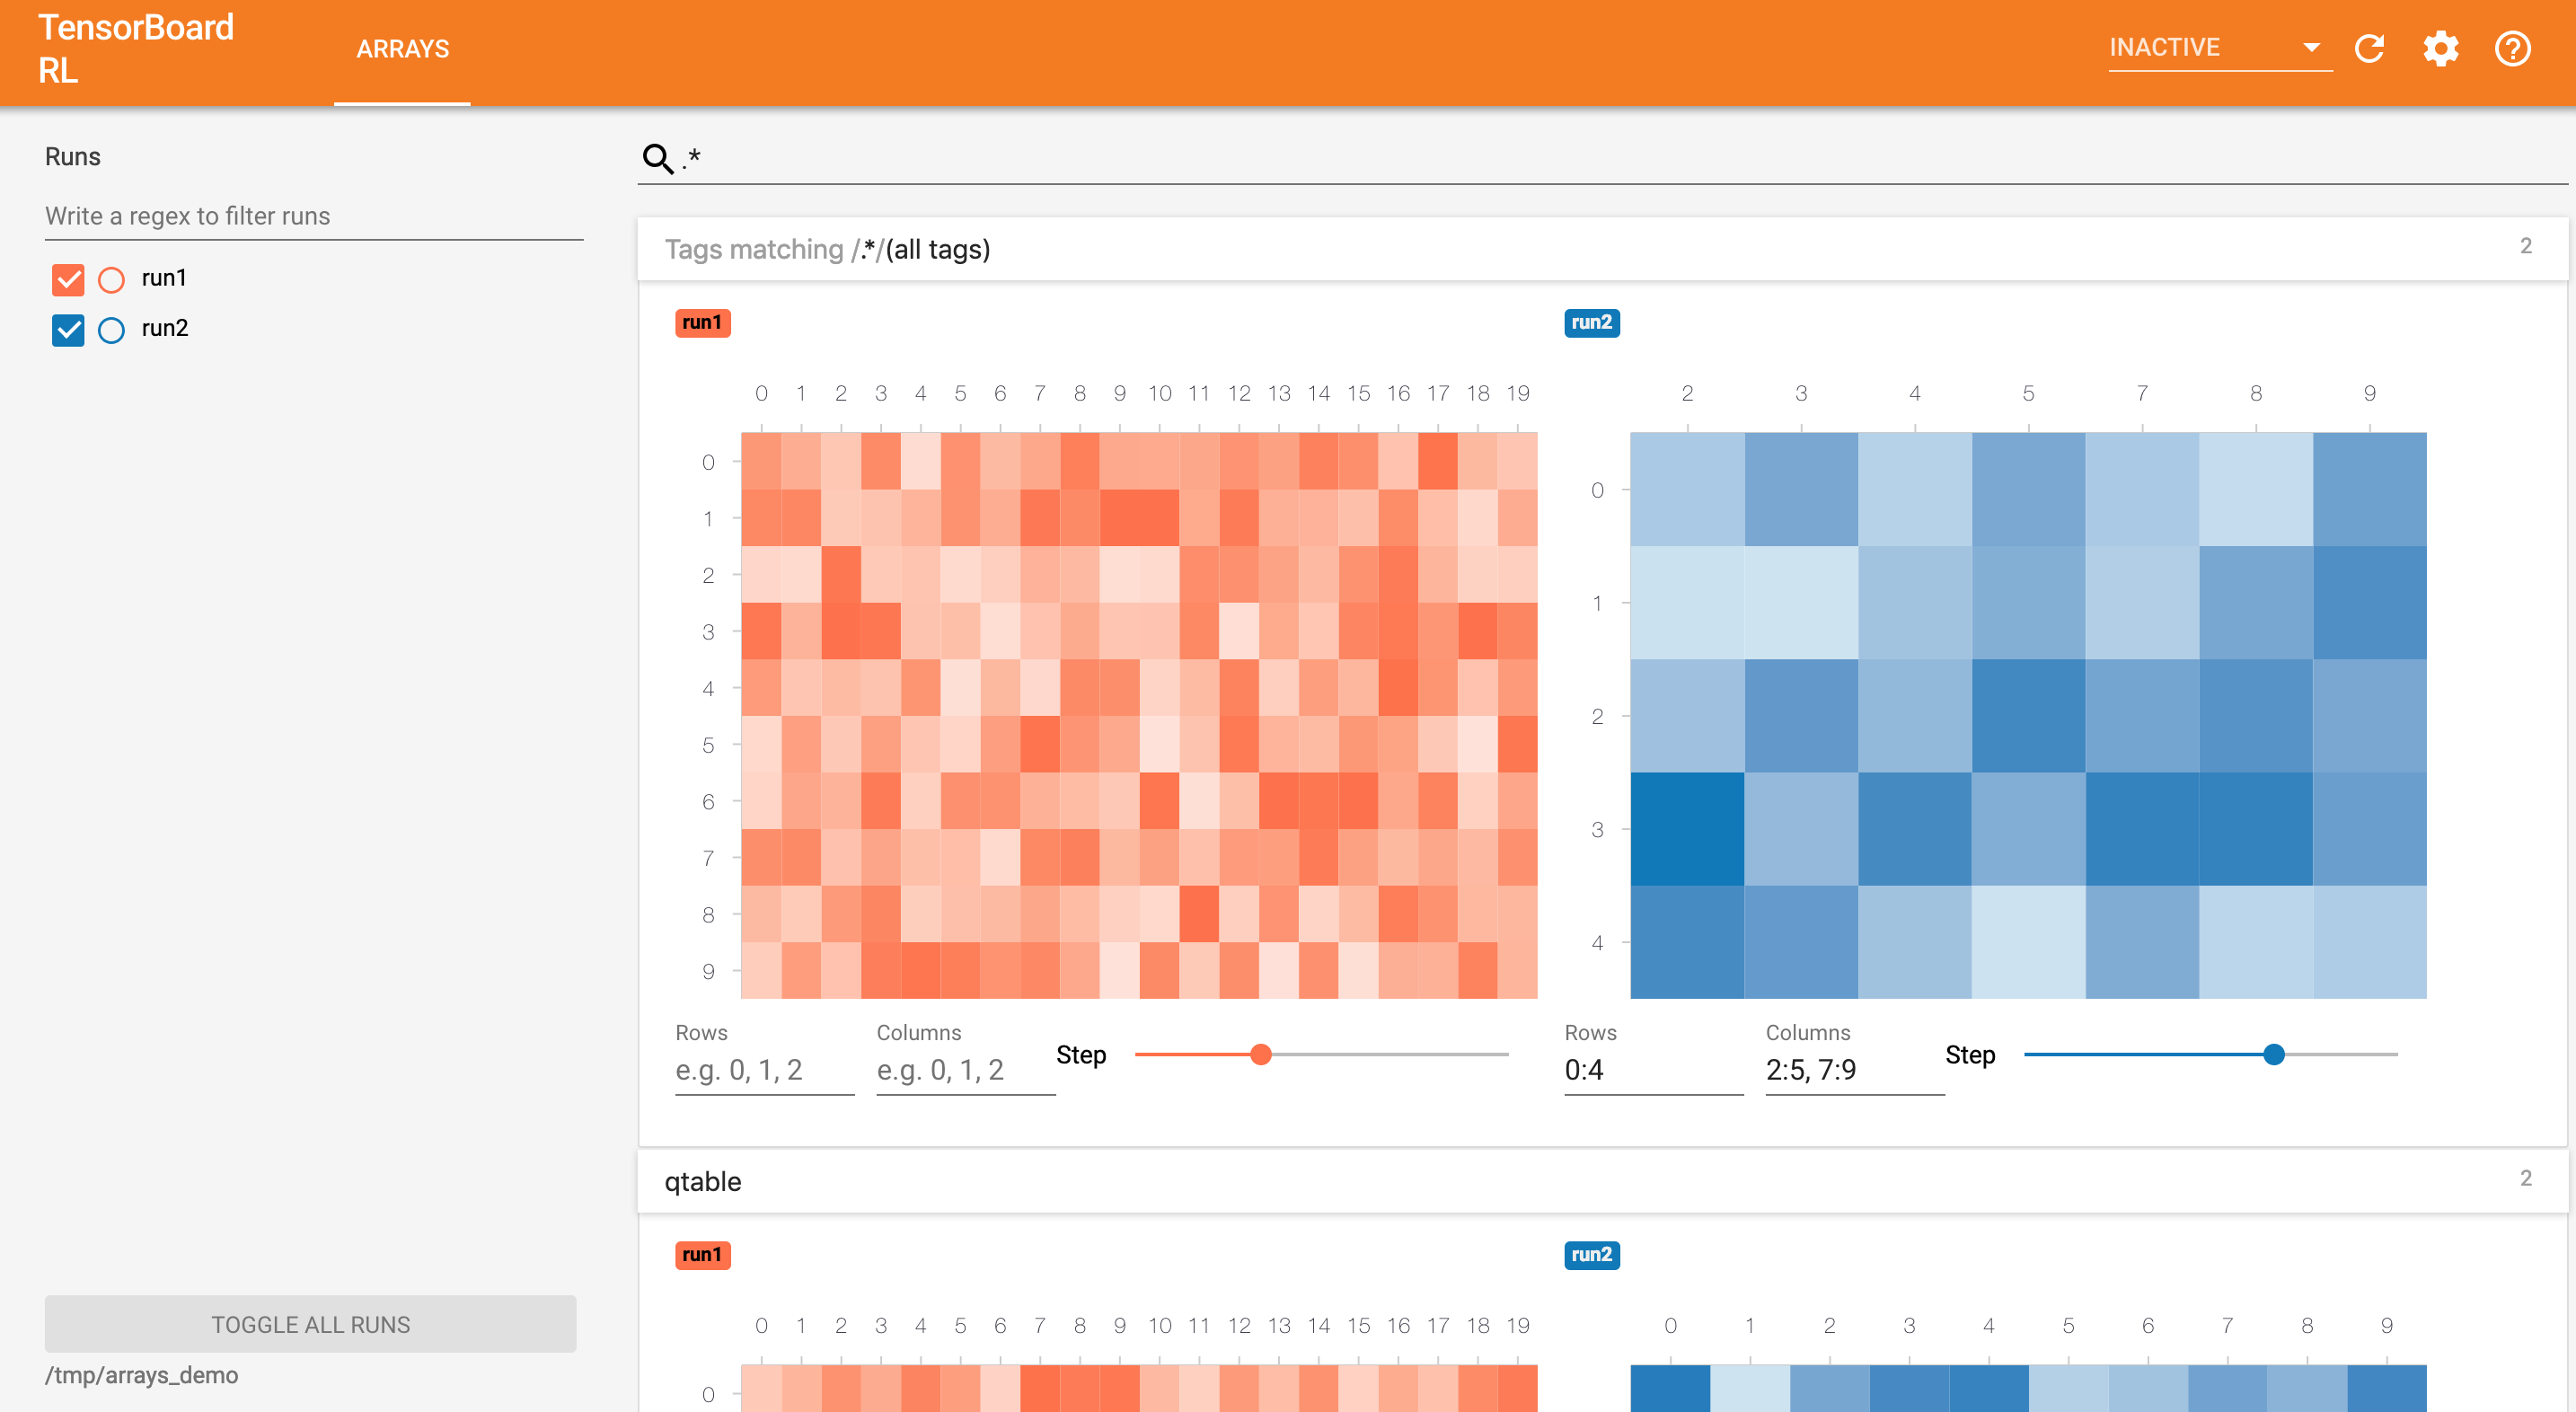 TensorBoard
RL
ARRAYS
INACTIVE
Runs
Write a regex to filter runs
run1
run2
TOGGLE ALL RUNS
/tmp/arrays_demo
.*
Tags matching /.*/(all tags)
2
run1
0 1 2 3 4 5 6 7 8 9 10 11 12 13 14 15 16 17 18 19
0
1
2
3
4
5
6
7
8
9
Rows
e.g. 0, 1, 2
Columns
e.g. 0, 1, 2
Step
run2
2 3 4 5 7 8 9
0
1
2
3
4
Rows
0:4
Columns
2:5, 7:9
Step
qtable
2
run1
0 1 2 3 4 5 6 7 8 9 10 11 12 13 14 15 16 17 18 19
0
run2
0 1 2 3 4 5 6 7 8 9